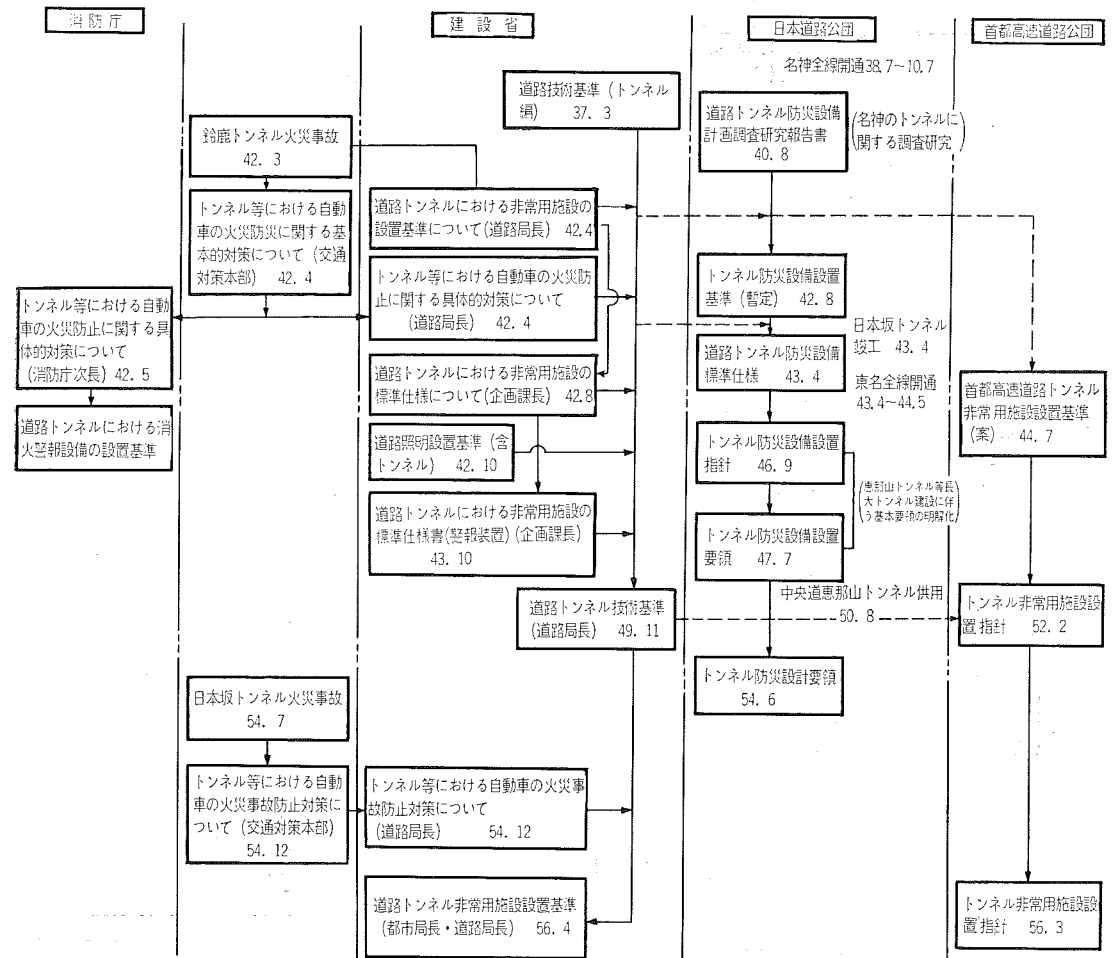 消防庁
建設省
日本道路公団
首都高速道路公団
トンネル等における自動
車の火災防止に関する具
体的対策について
(消防庁次長) 42.5
道路トンネルにおける消
火警報設備の設置基準
鈴鹿トンネル火災事故
42. 3
トンネル等における自動
車の火災防災に関する基
本的対策について(交通
対策本部) 42. 4
日本坂トンネル火災事故
54. 7
トンネル等における自動
車の火災事故防止対策に
ついて(交通対策本部)
54. 12
道路技術基準(トンネル
編) 37. 3
道路トンネルにおける非常用施設の
設置基準について(道路局長) 42.4
トンネル等における自動車の火災防
止に関する具体的対策について
(道路局長) 42. 4
道路トンネルにおける非常用施設の
標準仕様について(企画課長) 42.8
道路照明設置基準(含
トンネル) 42. 10
道路トンネルにおける非常用施設の
標準仕様書(警報装置)(企画課長)
43. 10
道路トンネル技術基準
(道路局長) 49. 11
トンネル等における自動車の火災事
故防止対策について
(道路局長) 54. 12
道路トンネル非常用施設設置基準
(都市局長・道路局長) 56. 4
名神全線開通38.7~10.7
道路トンネル防災設備
計画調査研究報告書
40. 8
(名神のトンネルに
関する調査研究)
トンネル防災設備設置
基準(暫定) 42. 8
日本坂トンネル
竣工 43. 4
道路トンネル防災設備
標準仕様 43. 4
東名全線開通
43.4~44.5
トンネル防災設備設置
指針 46. 9
(恵那山トンネル等長
大トンネル建設に伴
う基本要領の明解化)
トンネル防災設備設置
要領 47. 7
中央道恵那山トンネル供用
50. 8
トンネル防災設計要領
54. 6
首都高速道路トンネル
非常用施設設置基準
(案) 44. 7
トンネル非常用施設設
置指針 52. 2
トンネル非常用施設設
置指針 56. 3